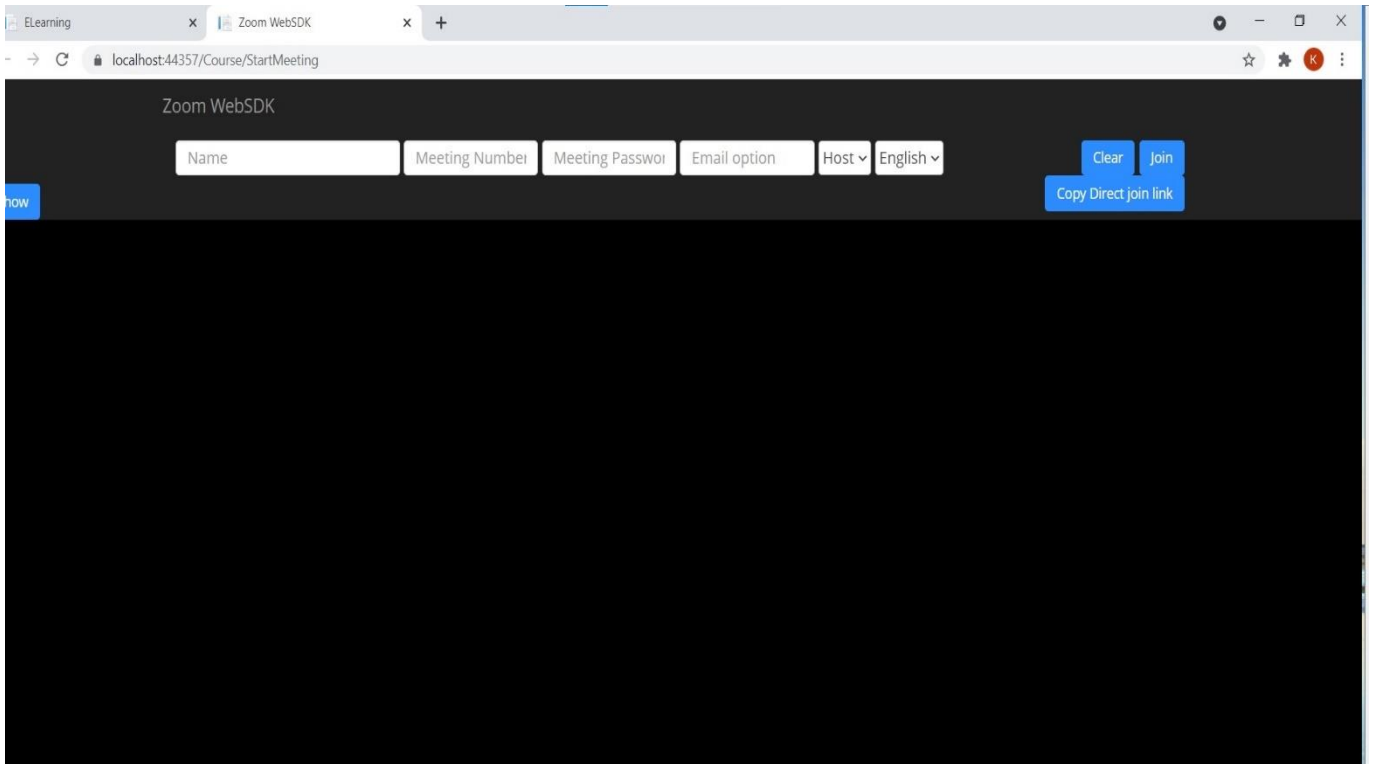 ELearning
Zoom WebSDK
localhost:44357/Course/StartMeeting
K
Zoom WebSDK
Name Meeting Number Meeting Passwor Email option Host English Clear Join
how Copy Direct join link